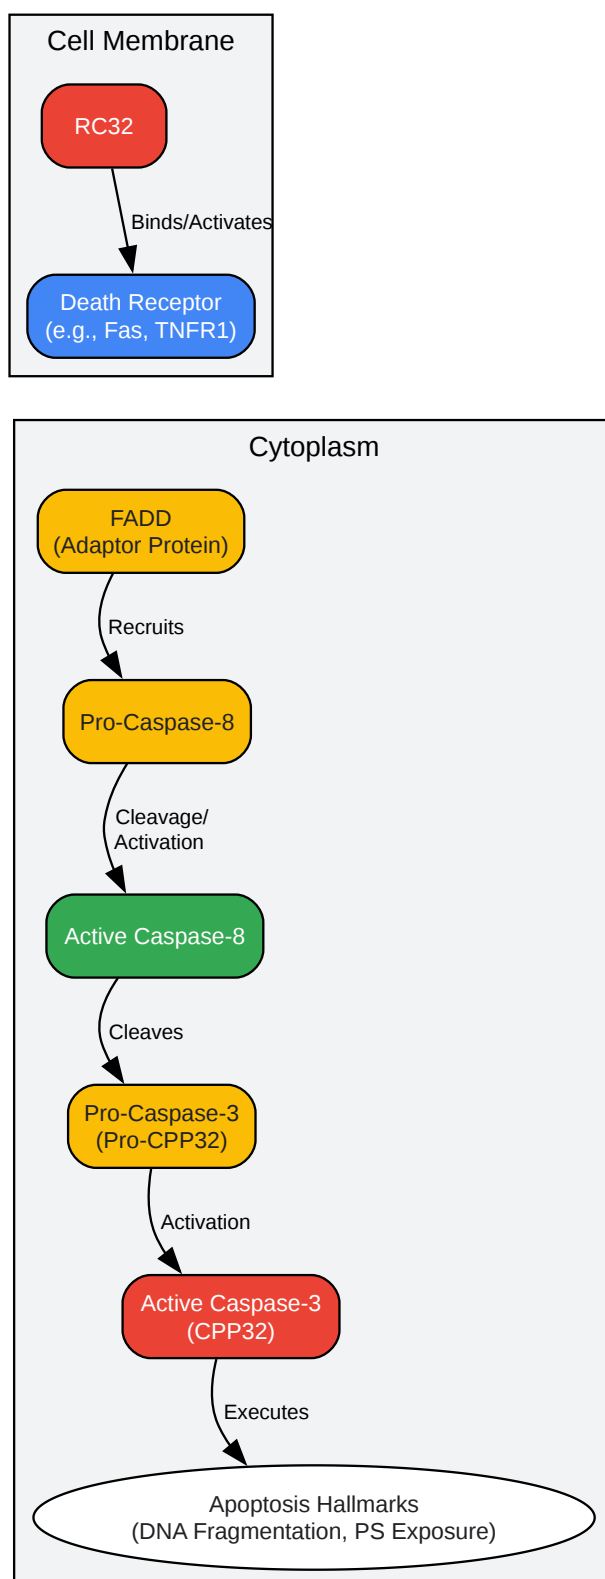 Cell Membrane
RC32
Binds/Activates
Death Receptor
(e.g., Fas, TNFR1)
Cytoplasm
FADD
(Adaptor Protein)
Recruits
Pro-Caspase-8
Cleavage/
Activation
Active Caspase-8
Cleaves
Pro-Caspase-3
(Pro-CPP32)
Activation
Active Caspase-3
(CPP32)
Executes
Apoptosis Hallmarks
(DNA Fragmentation, PS Exposure)